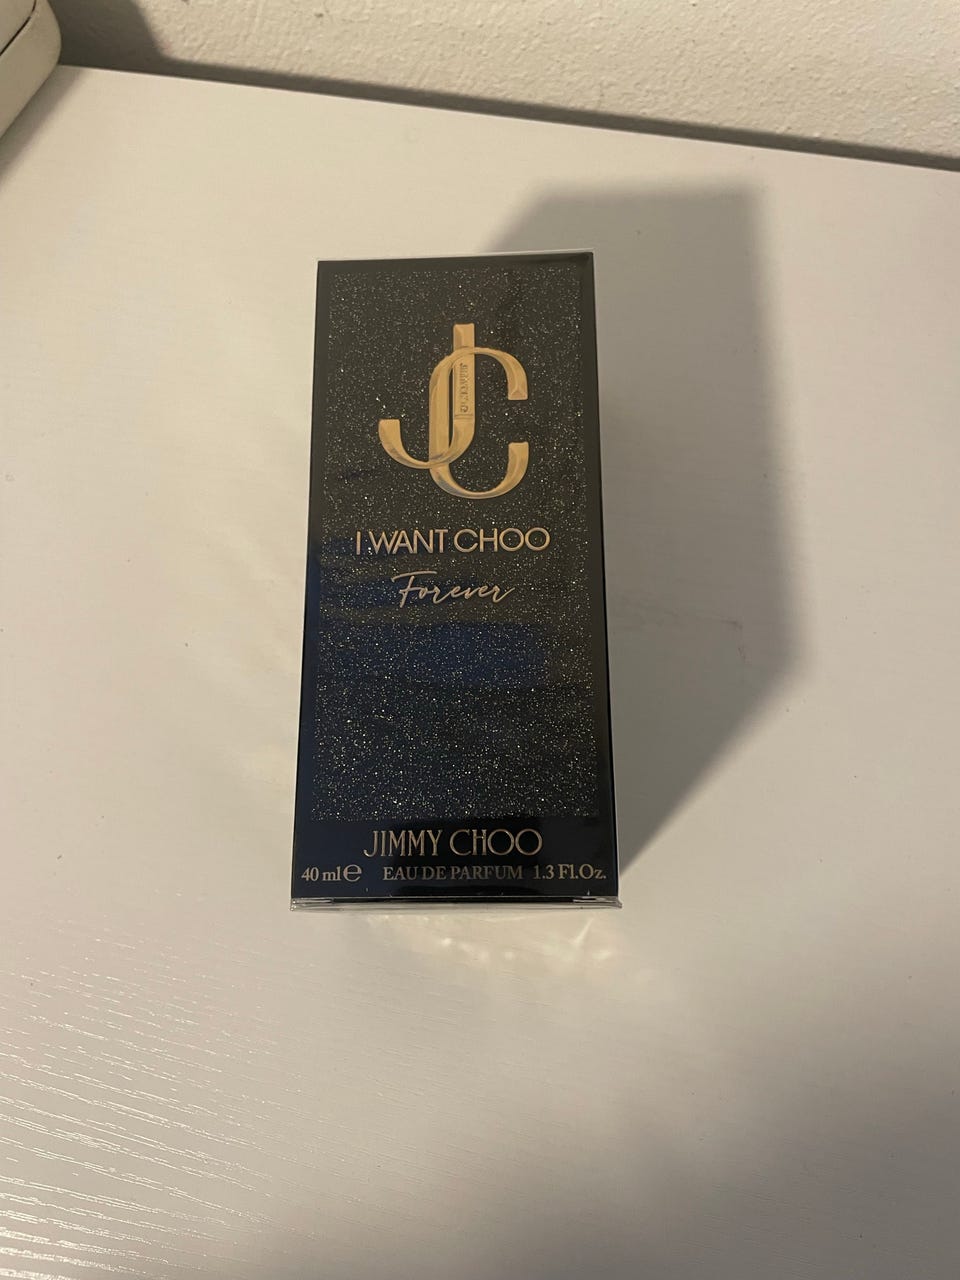 JC
I WANT CHOO
Forever
JIMMY CHOO
40 ml ℮ EAU DE PARFUM 1.3 Fl.Oz.